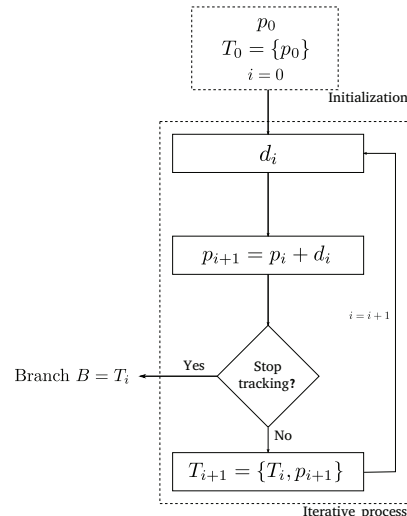 p_0
T_0 = {p_0}
i = 0
Initialization
d_i
p_{i+1} = p_i + d_i
i = i + 1
Yes
Stop
tracking?
Branch B = T_i
No
T_{i+1} = {T_i, p_{i+1}}
Iterative process